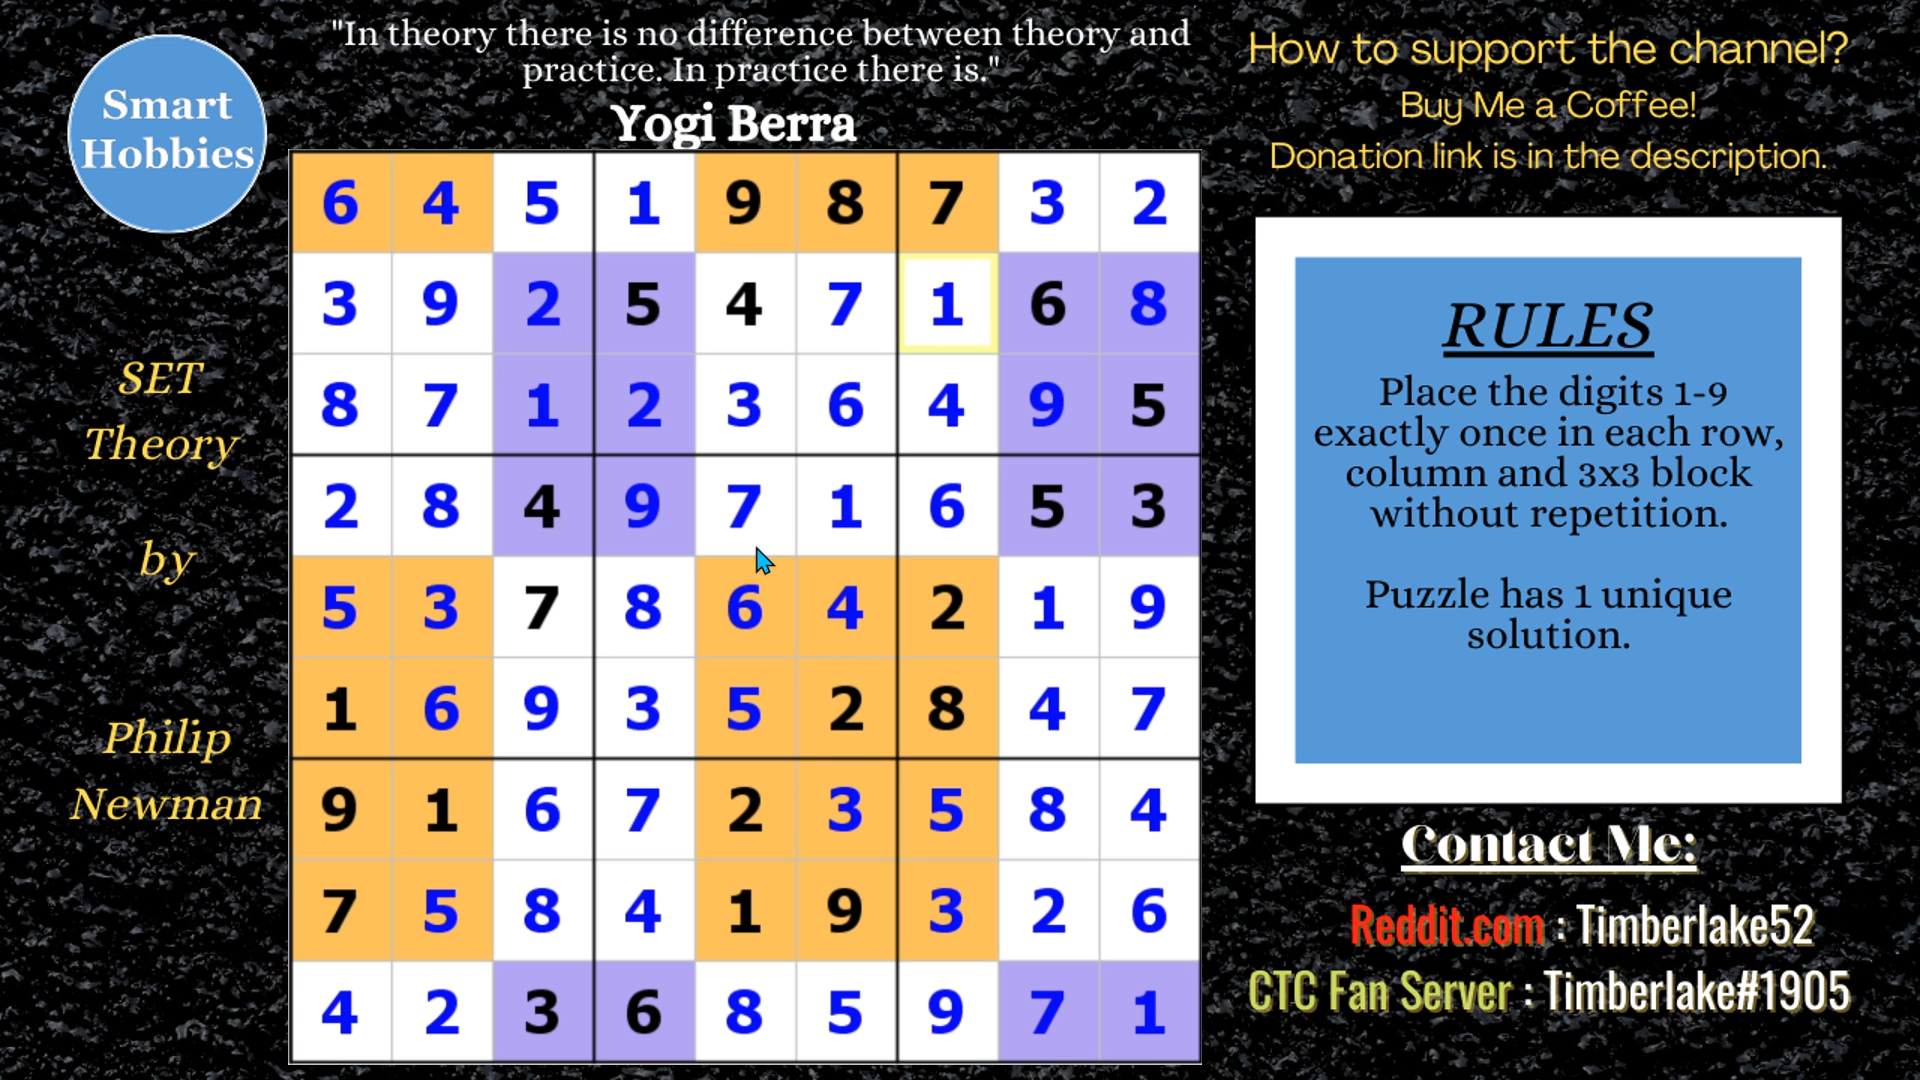 "In theory there is no difference between theory and
practice. In practice there is."
Yogi Berra
Smart
Hobbies
SET
Theory
by
Philip
Newman
6 4 5 1 9 8 7 3 2
3 9 2 5 4 7 1 6 8
8 7 1 2 3 6 4 9 5
2 8 4 9 7 1 6 5 3
5 3 7 8 6 4 2 1 9
1 6 9 3 5 2 8 4 7
9 1 6 7 2 3 5 8 4
7 5 8 4 1 9 3 2 6
4 2 3 6 8 5 9 7 1
How to support the channel?
Buy Me a Coffee!
Donation link is in the description.
RULES
Place the digits 1-9
exactly once in each row,
column and 3x3 block
without repetition.
Puzzle has 1 unique
solution.
Contact Me:
Reddit.com : Timberlake52
CTC Fan Server : Timberlake#1905